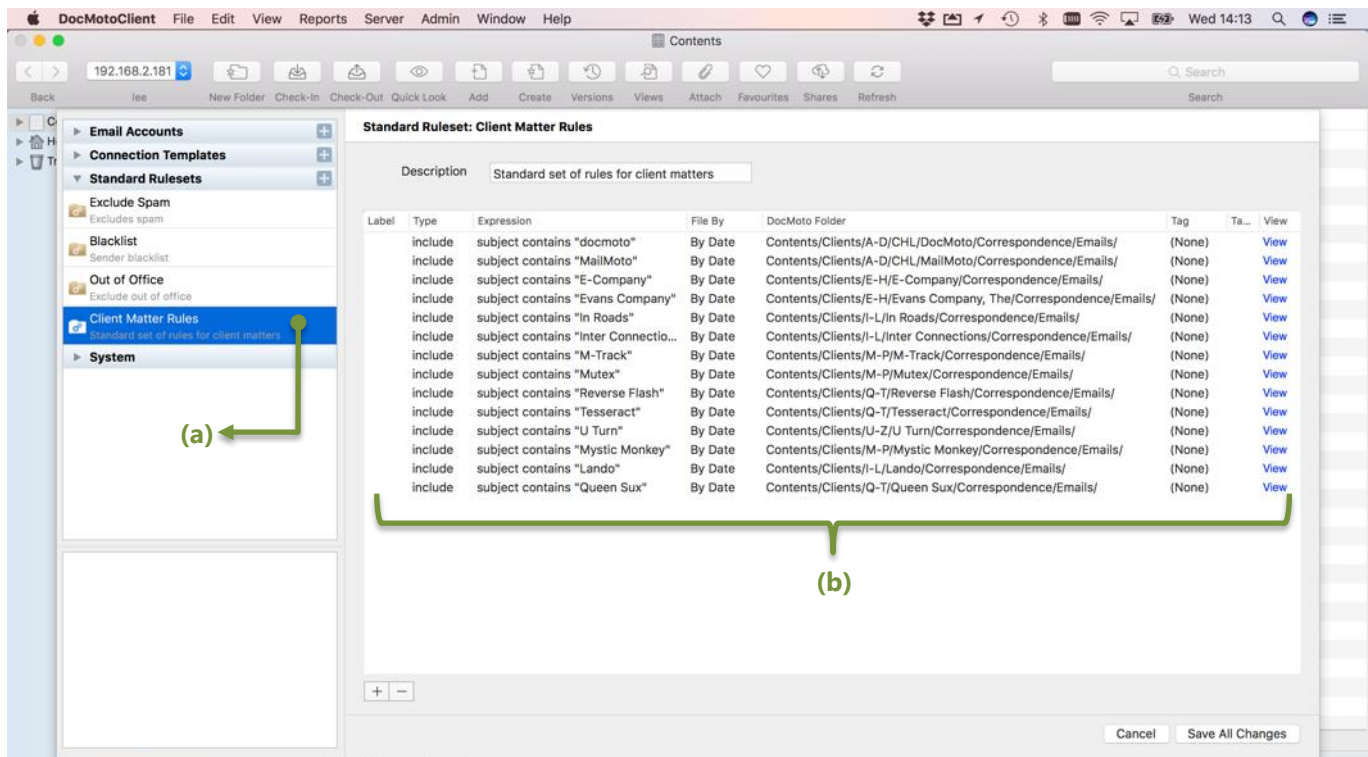 DocMotoClient File Edit View Reports Server Admin Window Help Wed 14:13
Contents
192.168.2.181 Search
Back lee New Folder Check-In Check-Out Quick Look Add Create Versions Views Attach Favourites Shares Refresh Search
Email Accounts
Connection Templates
Standard Rulesets
Exclude Spam
Excludes spam
Blacklist
Sender blacklist
Out of Office
Exclude out of office
Client Matter Rules
Standard set of rules for client matters
System
(a)
Standard Ruleset: Client Matter Rules
Description Standard set of rules for client matters
Label Type Expression File By DocMoto Folder Tag Ta... View
include subject contains "docmoto" By Date Contents/Clients/A-D/CHL/DocMoto/Correspondence/Emails/ (None) View
include subject contains "MailMoto" By Date Contents/Clients/A-D/CHL/MailMoto/Correspondence/Emails/ (None) View
include subject contains "E-Company" By Date Contents/Clients/E-H/E-Company/Correspondence/Emails/ (None) View
include subject contains "Evans Company" By Date Contents/Clients/E-H/Evans Company, The/Correspondence/Emails/ (None) View
include subject contains "In Roads" By Date Contents/Clients/I-L/In Roads/Correspondence/Emails/ (None) View
include subject contains "Inter Connectio... By Date Contents/Clients/I-L/Inter Connections/Correspondence/Emails/ (None) View
include subject contains "M-Track" By Date Contents/Clients/M-P/M-Track/Correspondence/Emails/ (None) View
include subject contains "Mutex" By Date Contents/Clients/M-P/Mutex/Correspondence/Emails/ (None) View
include subject contains "Reverse Flash" By Date Contents/Clients/Q-T/Reverse Flash/Correspondence/Emails/ (None) View
include subject contains "Tesseract" By Date Contents/Clients/Q-T/Tesseract/Correspondence/Emails/ (None) View
include subject contains "U Turn" By Date Contents/Clients/U-Z/U Turn/Correspondence/Emails/ (None) View
include subject contains "Mystic Monkey" By Date Contents/Clients/M-P/Mystic Monkey/Correspondence/Emails/ (None) View
include subject contains "Lando" By Date Contents/Clients/I-L/Lando/Correspondence/Emails/ (None) View
include subject contains "Queen Sux" By Date Contents/Clients/Q-T/Queen Sux/Correspondence/Emails/ (None) View
(b)
+ −
Cancel Save All Changes